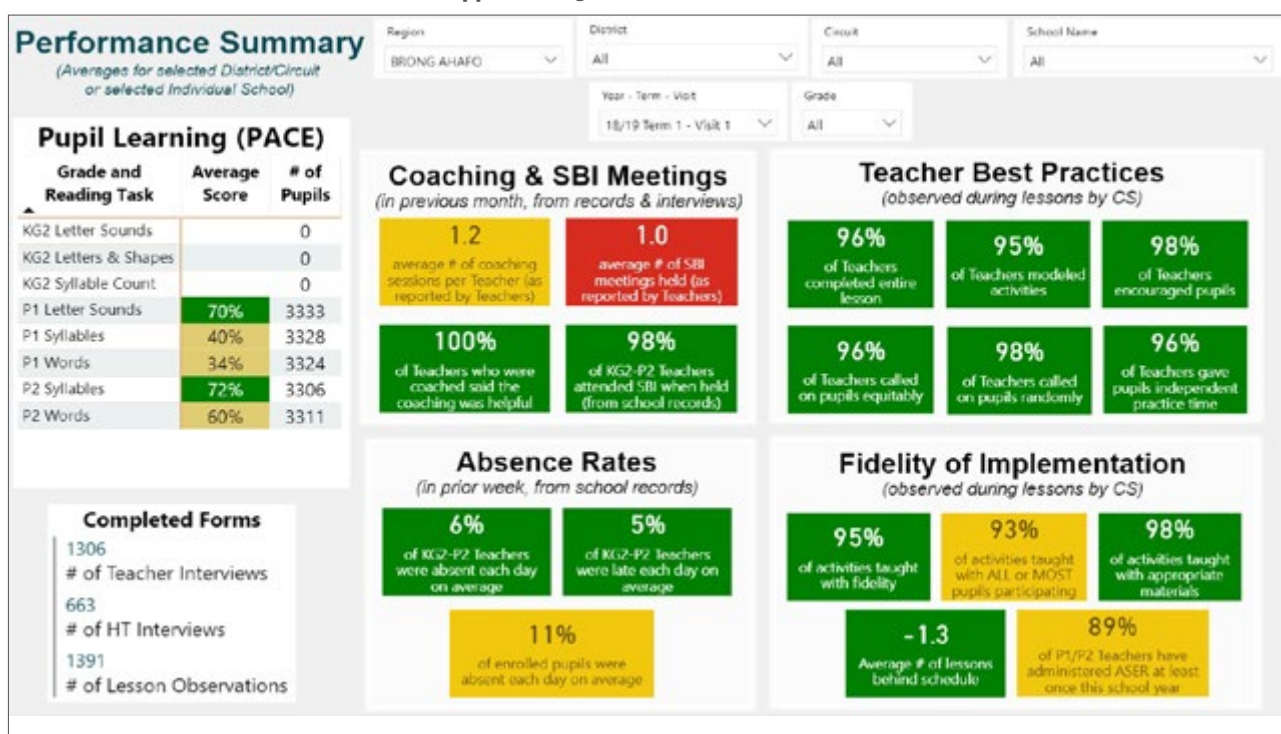 Performance Summary
(Averages for selected District/Circuit
or selected Individual School)
Region
BRONG AHAFO
District
All
Circuit
All
School Name
All
Year - Term - Visit
18/19 Term 1 - Visit 1
Grade
All
Pupil Learning (PACE)
Grade and Reading Task Average Score # of Pupils
KG2 Letter Sounds 0
KG2 Letters & Shapes 0
KG2 Syllable Count 0
P1 Letter Sounds 70% 3333
P1 Syllables 40% 3328
P1 Words 34% 3324
P2 Syllables 72% 3306
P2 Words 60% 3311
Completed Forms
1306
# of Teacher Interviews
663
# of HT Interviews
1391
# of Lesson Observations
Coaching & SBI Meetings
(in previous month, from records & interviews)
1.2
average # of coaching
sessions per Teacher (as
reported by Teachers)
1.0
average # of SBI
meetings held (as
reported by Teachers)
100%
of Teachers who were
coached said the
coaching was helpful
98%
of KG2-P2 Teachers
attended SBI when held
(from school records)
Teacher Best Practices
(observed during lessons by CS)
96%
of Teachers
completed entire
lesson
95%
of Teachers modeled
activities
98%
of Teachers
encouraged pupils
96%
of Teachers called
on pupils equitably
98%
of Teachers called
on pupils randomly
96%
of Teachers gave
pupils independent
practice time
Absence Rates
(in prior week, from school records)
6%
of KG2-P2 Teachers
were absent each day
on average
5%
of KG2-P2 Teachers
were late each day on
average
11%
of enrolled pupils were
absent each day on average
Fidelity of Implementation
(observed during lessons by CS)
95%
of activities taught
with fidelity
93%
of activities taught
with ALL or MOST
pupils participating
98%
of activities taught
with appropriate
materials
-1.3
Average # of lessons
behind schedule
89%
of P1/P2 Teachers have
administered ASER at least
once this school year